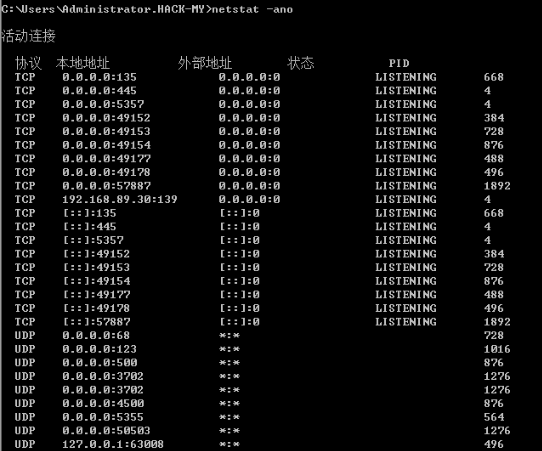 C:\Users\Administrator.HACK-MY>netstat -ano
活动连接
协议 本地地址 外部地址 状态 PID
TCP 0.0.0.0:135 0.0.0.0:0 LISTENING 668
TCP 0.0.0.0:445 0.0.0.0:0 LISTENING 4
TCP 0.0.0.0:5357 0.0.0.0:0 LISTENING 4
TCP 0.0.0.0:49152 0.0.0.0:0 LISTENING 384
TCP 0.0.0.0:49153 0.0.0.0:0 LISTENING 728
TCP 0.0.0.0:49154 0.0.0.0:0 LISTENING 876
TCP 0.0.0.0:49177 0.0.0.0:0 LISTENING 488
TCP 0.0.0.0:49178 0.0.0.0:0 LISTENING 496
TCP 0.0.0.0:57887 0.0.0.0:0 LISTENING 1892
TCP 192.168.89.30:139 0.0.0.0:0 LISTENING 4
TCP [::]:135 [::]:0 LISTENING 668
TCP [::]:445 [::]:0 LISTENING 4
TCP [::]:5357 [::]:0 LISTENING 4
TCP [::]:49152 [::]:0 LISTENING 384
TCP [::]:49153 [::]:0 LISTENING 728
TCP [::]:49154 [::]:0 LISTENING 876
TCP [::]:49177 [::]:0 LISTENING 488
TCP [::]:49178 [::]:0 LISTENING 496
TCP [::]:57887 [::]:0 LISTENING 1892
UDP 0.0.0.0:68 *:* 728
UDP 0.0.0.0:123 *:* 1016
UDP 0.0.0.0:500 *:* 876
UDP 0.0.0.0:3702 *:* 1276
UDP 0.0.0.0:3702 *:* 1276
UDP 0.0.0.0:4500 *:* 876
UDP 0.0.0.0:5355 *:* 564
UDP 0.0.0.0:50503 *:* 1276
UDP 127.0.0.1:63008 *:* 496